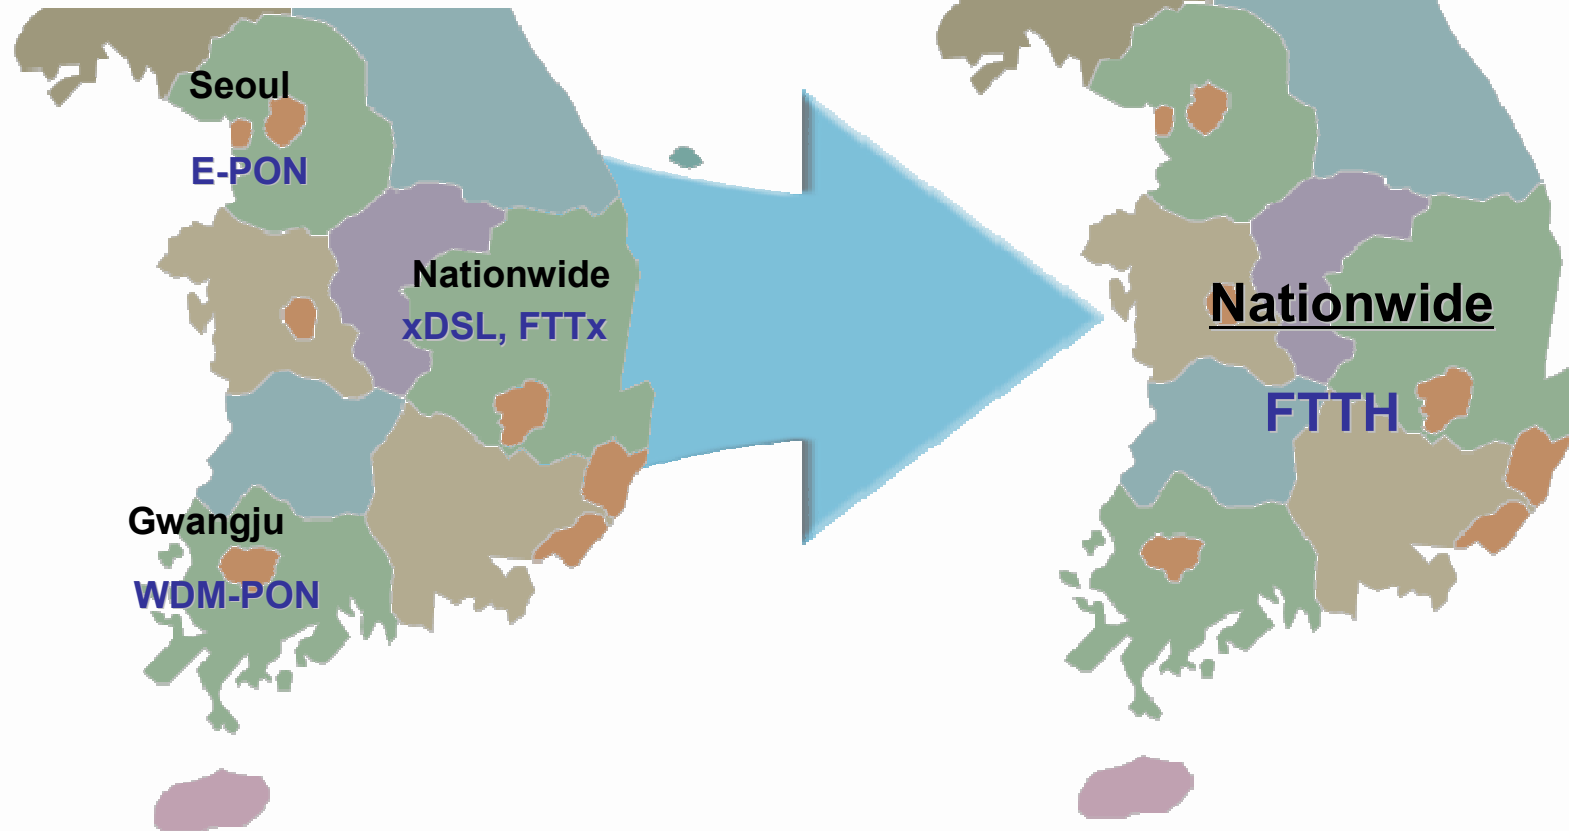 Seoul
E-PON
Nationwide
xDSL, FTTx
Gwangju
WDM-PON
Nationwide
FTTH